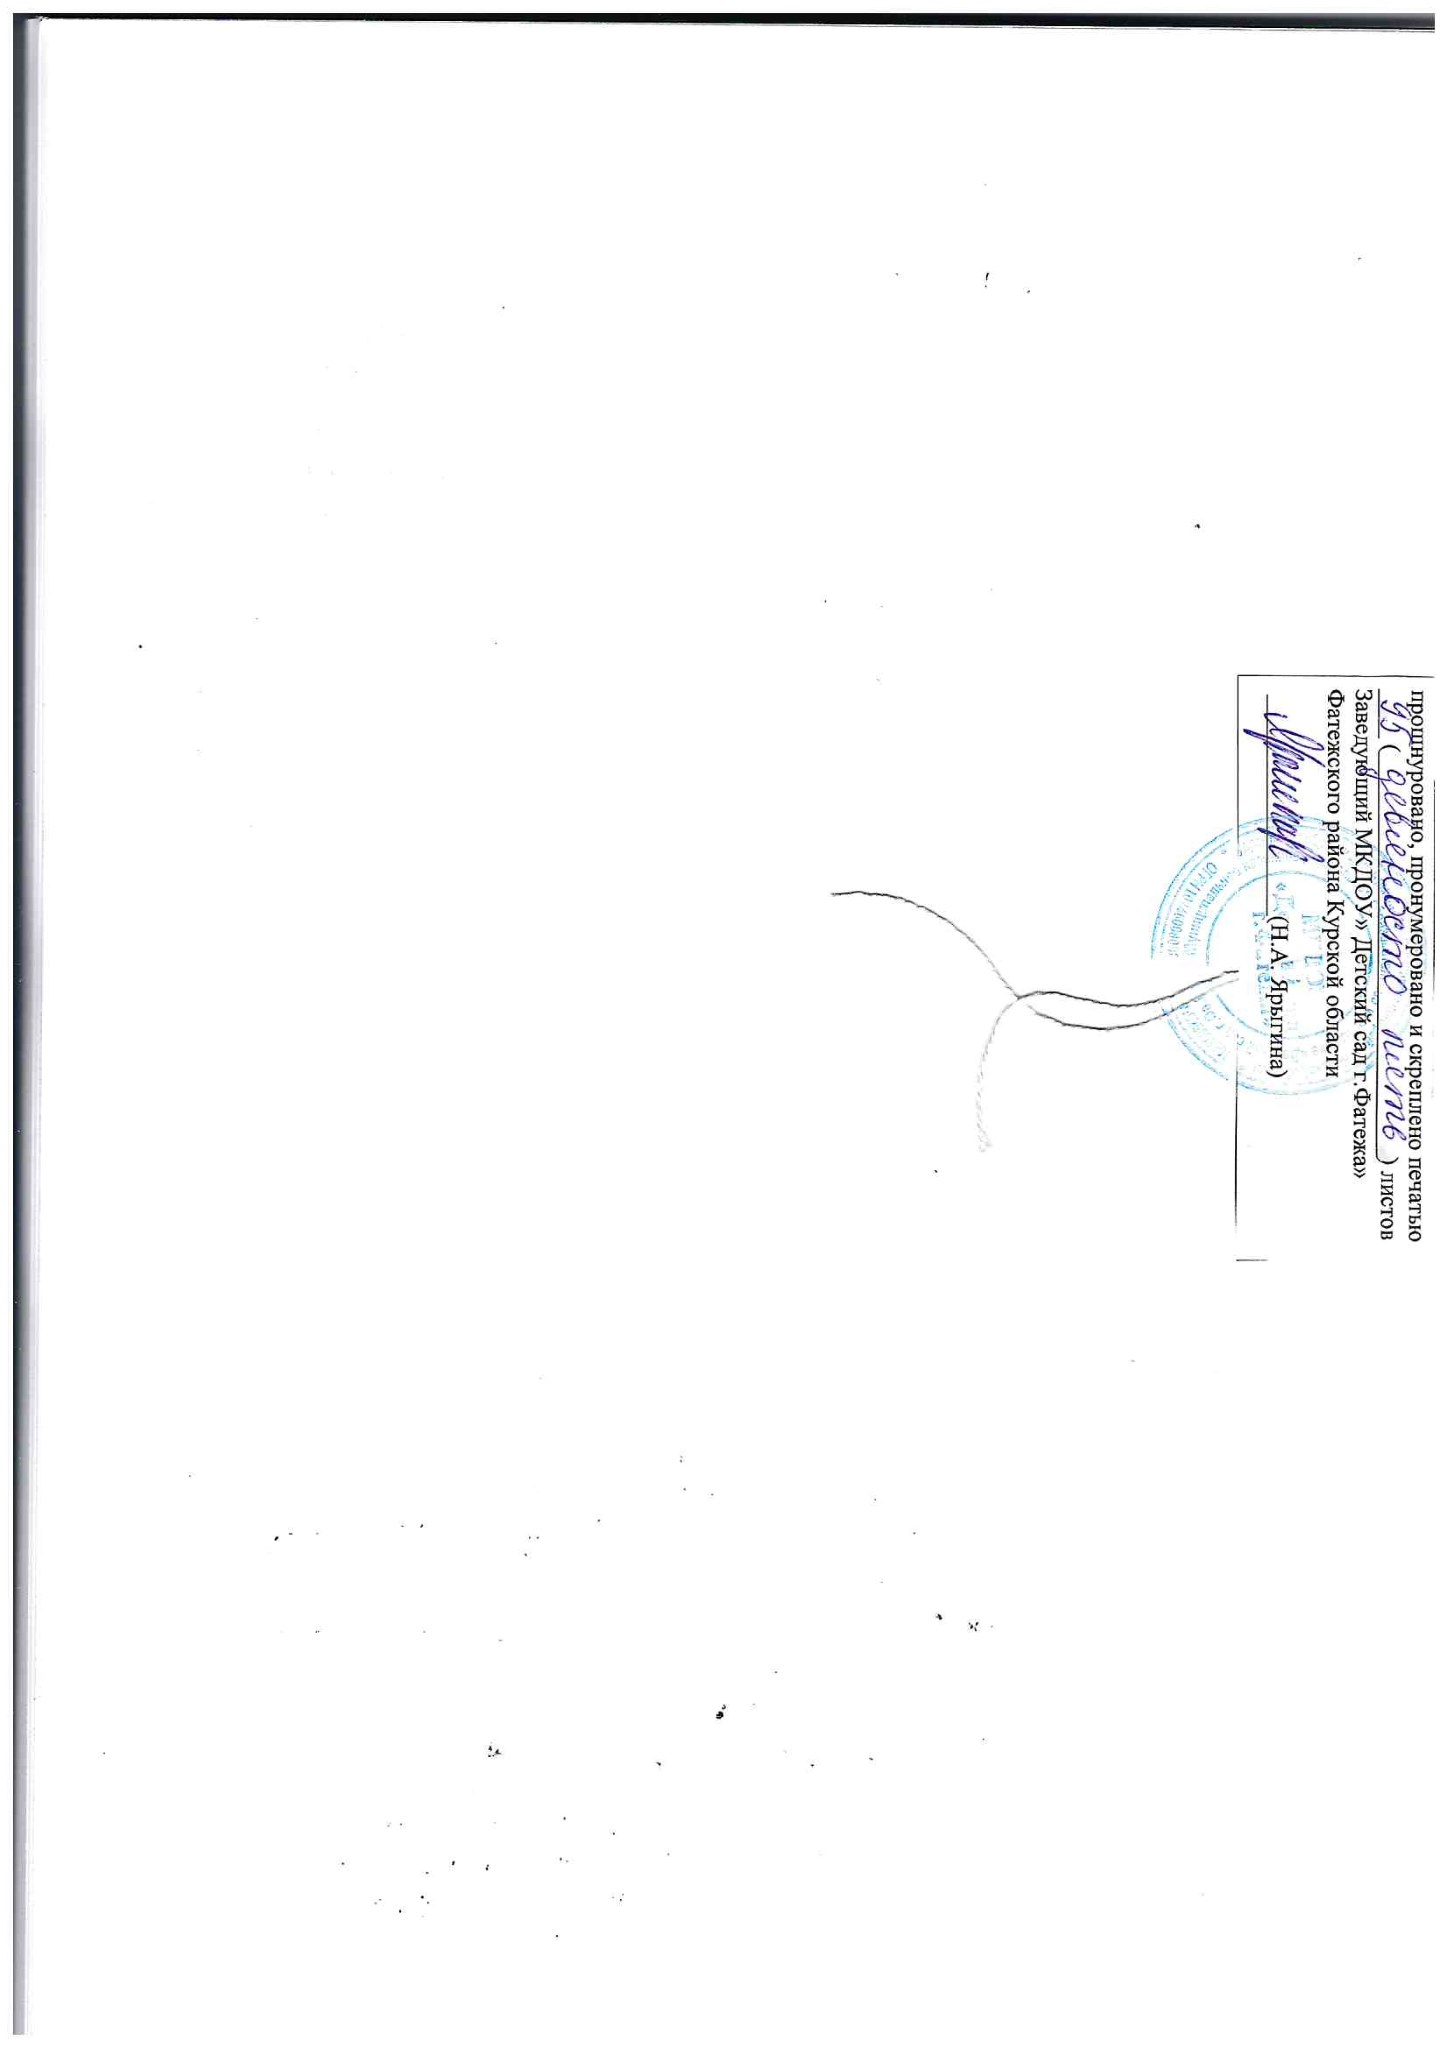 прошнуровано, пронумеровано и скреплено печатью
95 (девяносто пять) листов
Заведующий МКДОУ» Детский сад г.Фатежа»
Фатежского района Курской области
(Н.А. Ярыгина)